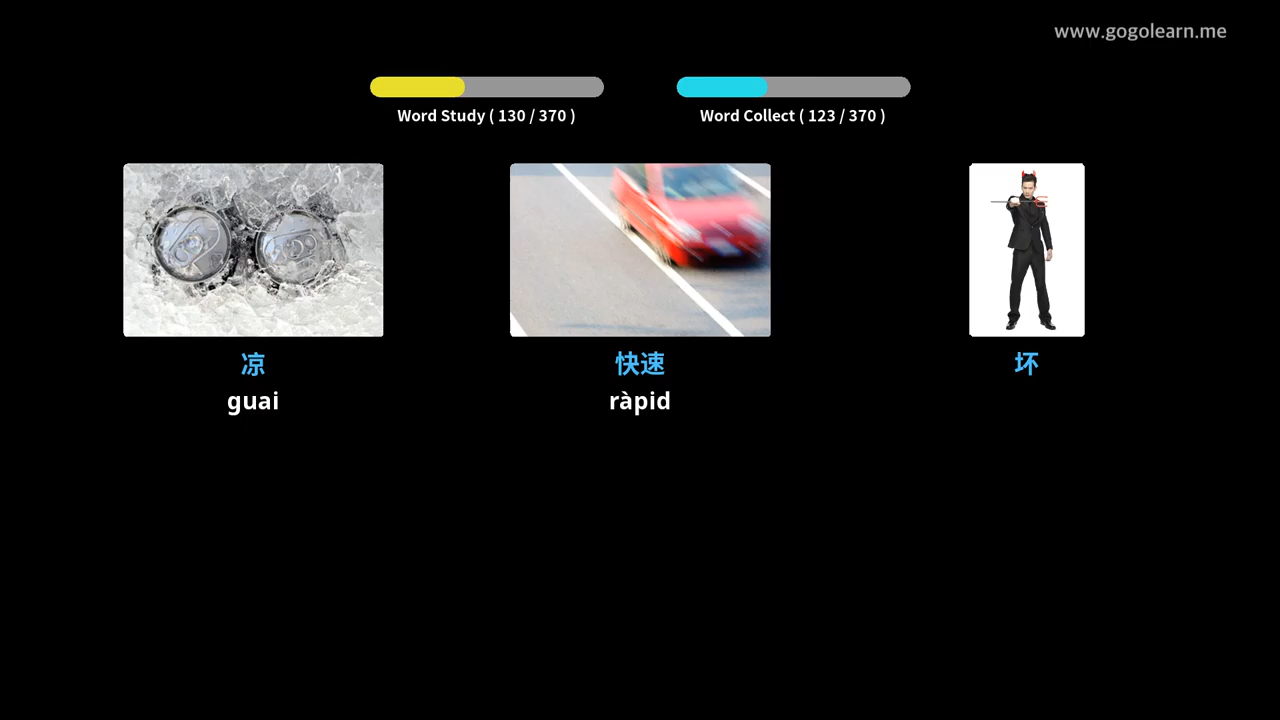 www.gogolearn.me
Word Study ( 130 / 370 )
Word Collect ( 123 / 370 )
凉
快速
坏
guai
ràpid